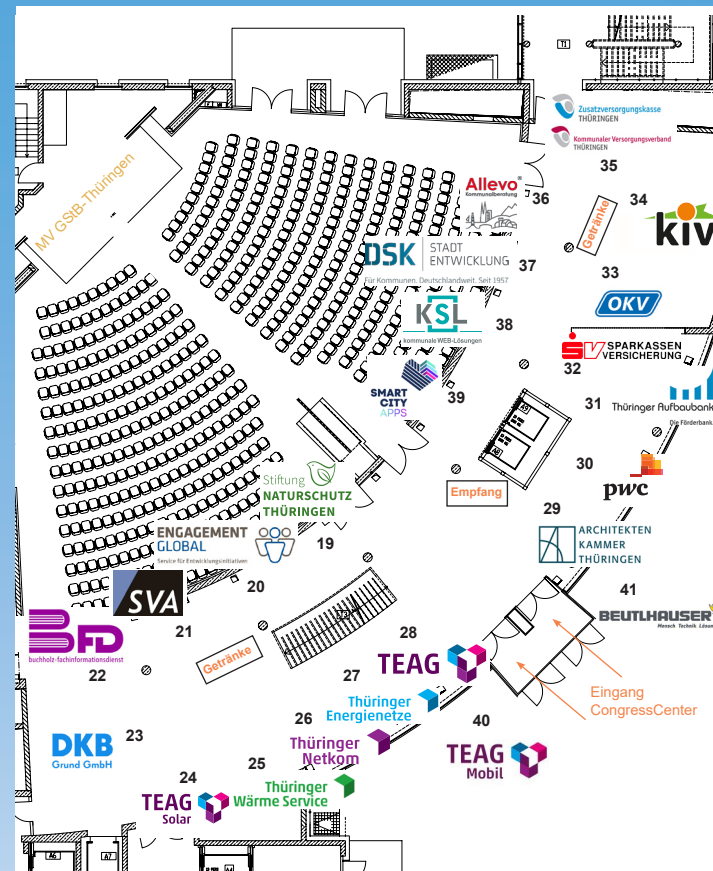 T1
Zusatzversorgungskasse
THÜRINGEN
Kommunaler Versorgungsverband
THÜRINGEN
35
MV GStB-Thüringen
Allevo®
Kommunalberatung
36
34
Getränke
kiv
DSK STADT
ENTWICKLUNG
Für Kommunen. Deutschlandweit. Seit 1957
37
33
OKV
KSL
kommunale WEB-Lösungen
38
SV SPARKASSEN
VERSICHERUNG
32
SMART
CITY
APPS
39
31
Thüringer Aufbaubank
Die Förderbank.
A9
A8
30
pwc
Empfang
Stiftung
NATURSCHUTZ
THÜRINGEN
29
ARCHITEKTEN
KAMMER
THÜRINGEN
ENGAGEMENT
GLOBAL
Service für Entwicklungsinitiativen
19
20
SVA
41
BEUTLHAUSER
Mensch Technik
BFD
buchholz-fachinformationsdienst
21
22
Getränke
28
TEAG
27
Thüringer
Energienetze
Eingang
CongressCenter
26
Thüringer
Netkom
40
TEAG
Mobil
23
DKB
Grund GmbH
25
Thüringer
Wärme Service
24
TEAG
Solar
A6
A7